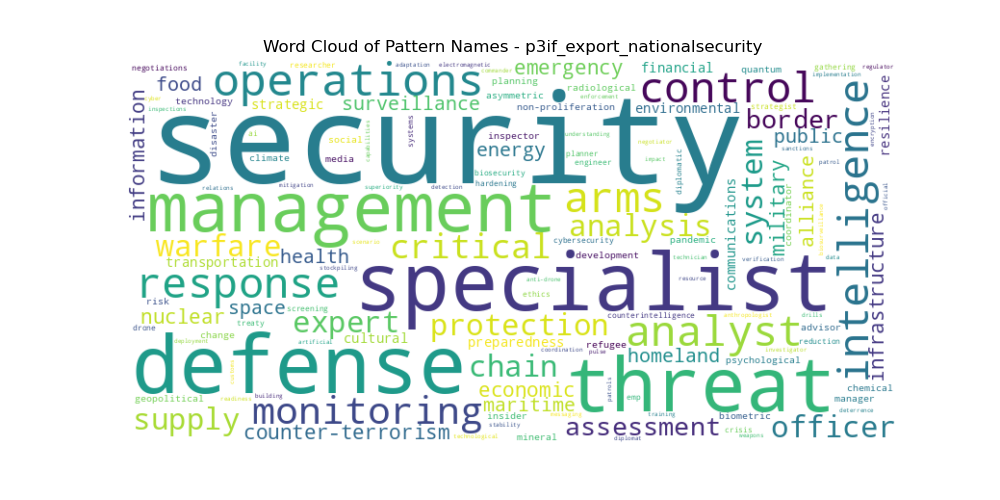 Word Cloud of Pattern Names - p3if_export_nationalsecurity
negotiations
facility
researcher
adaptation
electromagnetic
emergency
financial
quantum
gathering
regulator
food
operations
commander
planning
radiological
control
implementation
technology
strategic
surveillance
asymmetric
enforcement
non-proliferation
environmental
strategist
border
resilience
inspections
information
disaster
ai
social
capabilities
systems
security
inspector
understanding
negotiator
public
encryption
climate
media
energy
planner
engineer
impact
diplomatic
sanctions
patrol
biosecurity
hardening
relations
mitigation
management
superiority
detection
arms
communications
system
military
coordinator
alliance
intelligence
official
warfare
scenario
critical
analysis
cybersecurity
pandemic
technician
verification
data
transportation
health
stockpiling
development
response
specialist
anti-drone
resource
infrastructure
risk
space
screening
ethics
nuclear
treaty
expert
protection
counterintelligence
analyst
drills
advisor
drone
change
cultural
preparedness
refugee
reduction
deployment
artificial
coordination
pulse
homeland
psychological
investigator
defense
customs
chain
threat
chemical
manager
geopolitical
readiness
building
economic
patrols
emp
deterrence
supply
monitoring
maritime
insider
training
biometric
officer
counter-terrorism
technological
stability
messaging
assessment
mineral
diplomat
crisis
weapons